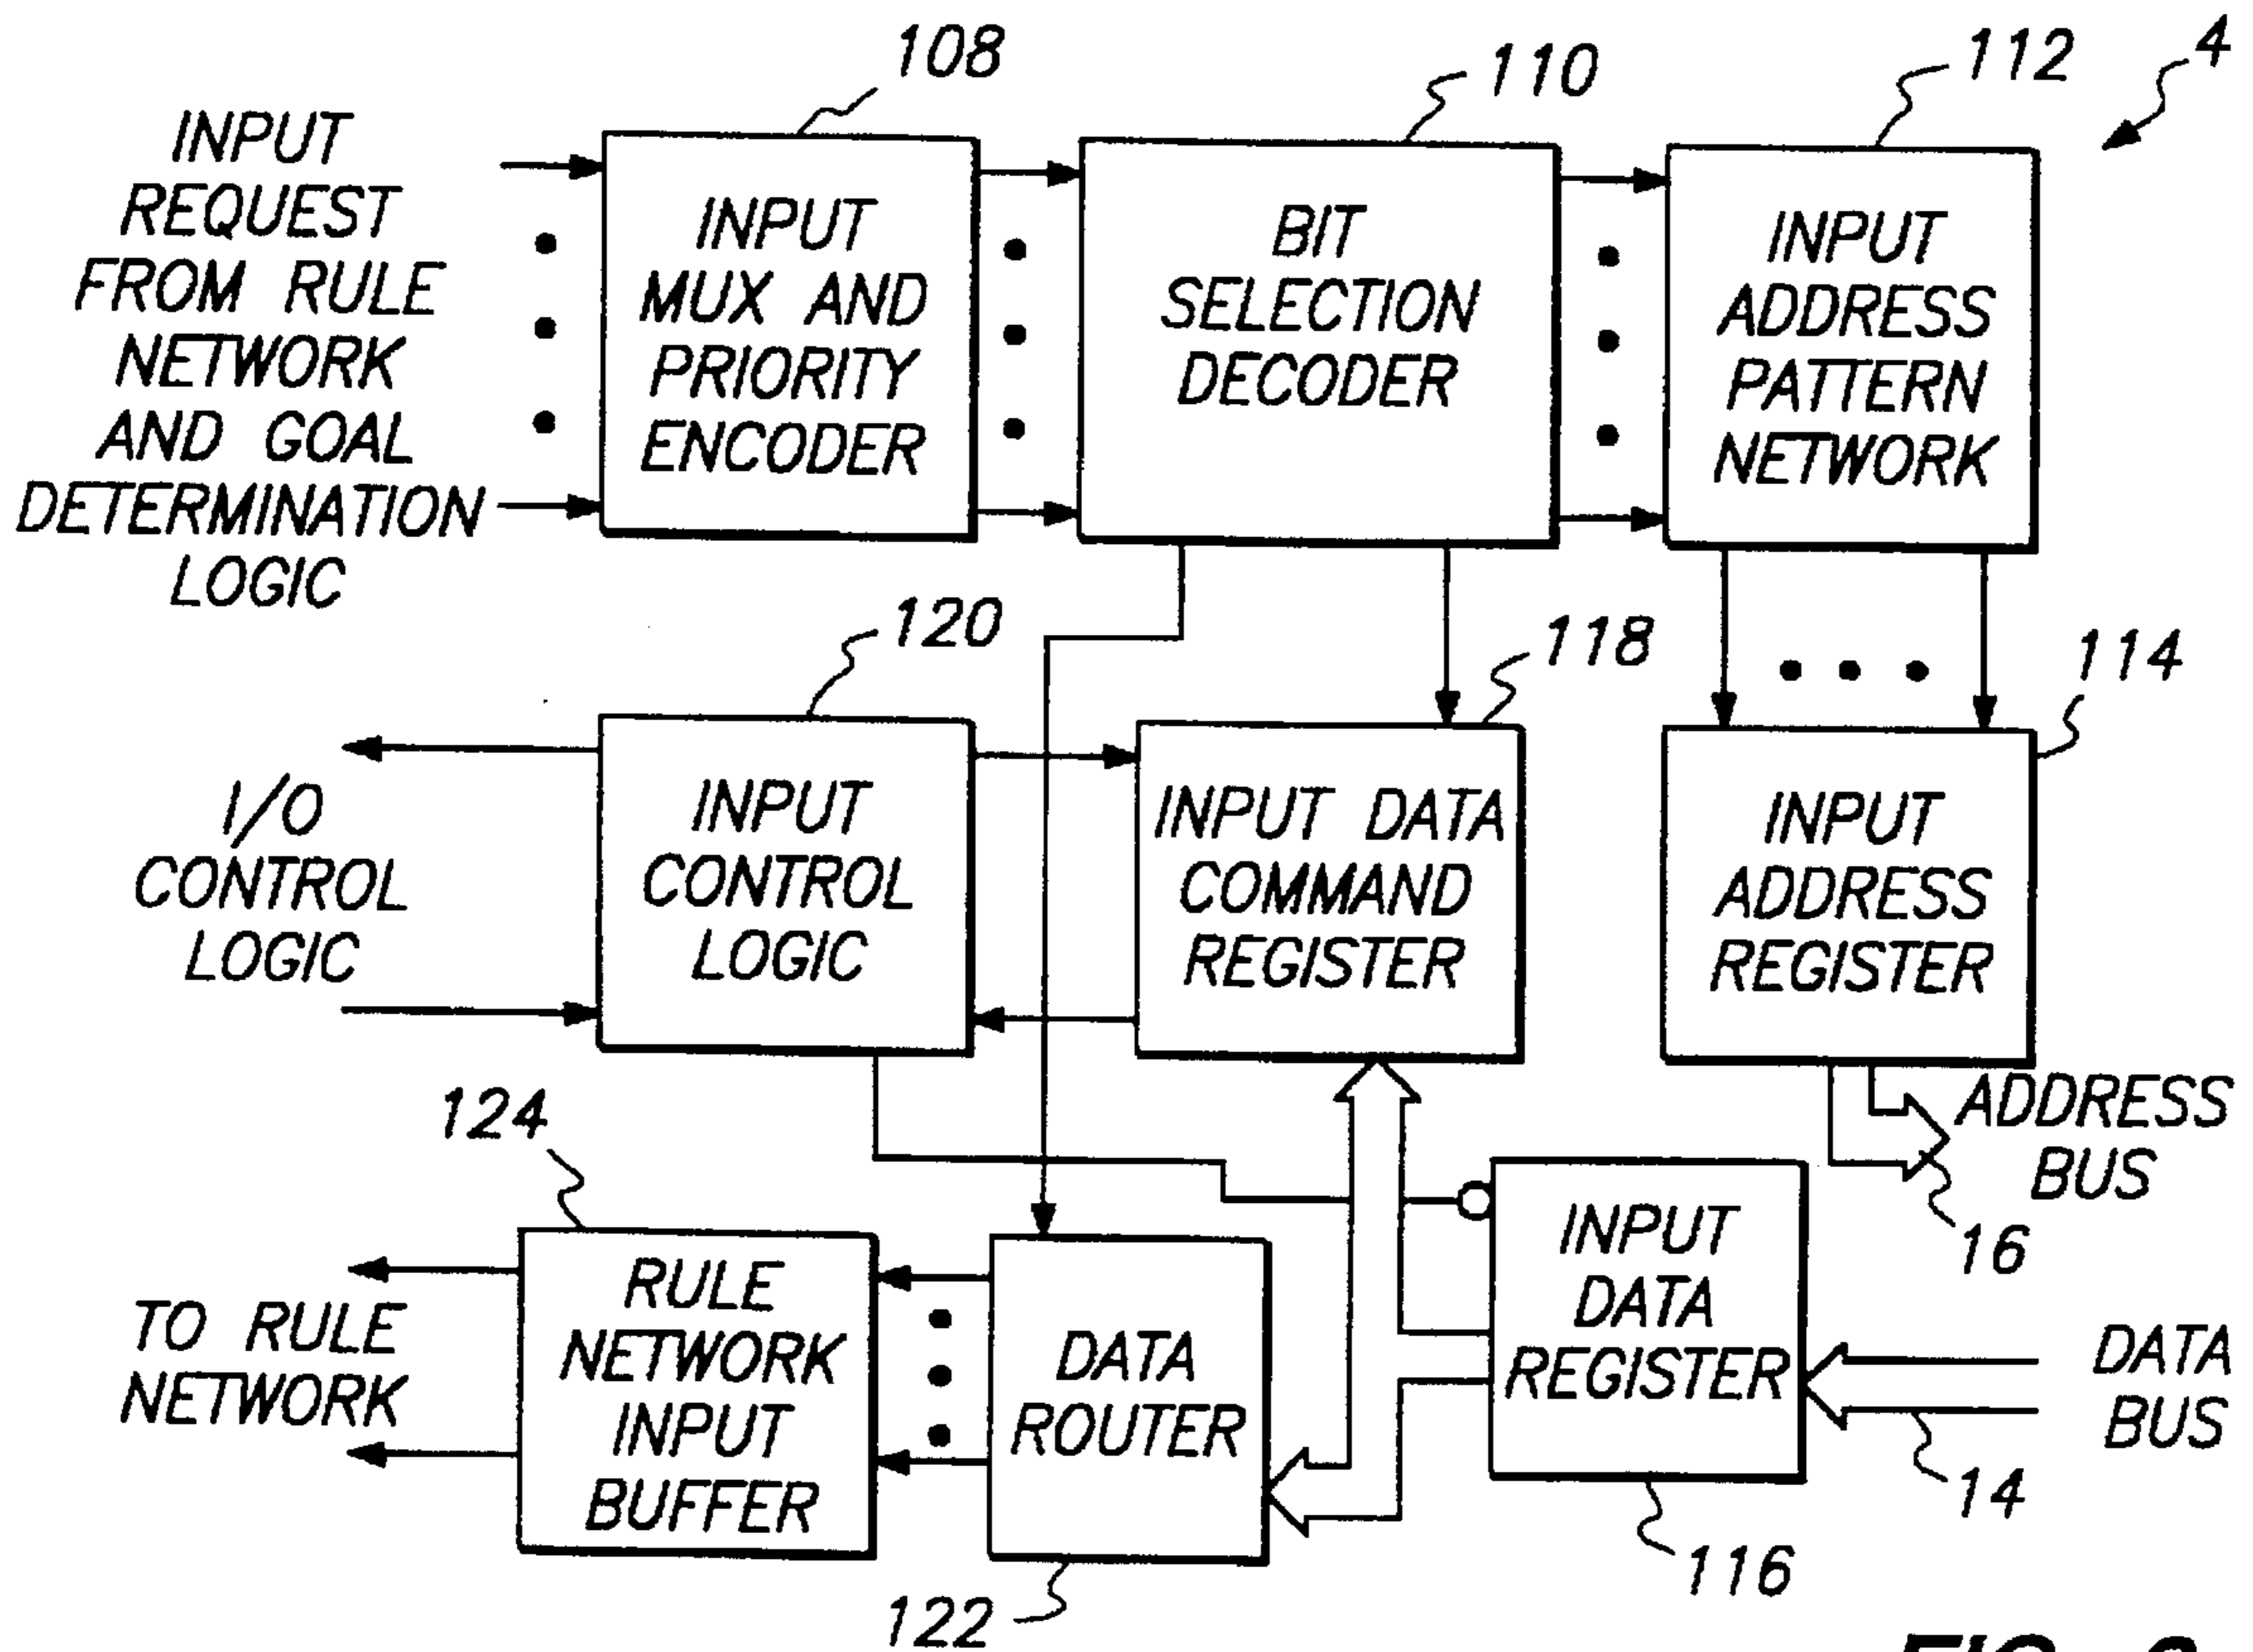 108
110
112
4
INPUT
REQUEST
FROM RULE
NETWORK
AND GOAL
DETERMINATION
LOGIC
INPUT
MUX AND
PRIORITY
ENCODER
BIT
SELECTION
DECODER
INPUT
ADDRESS
PATTERN
NETWORK
120
118
114
I/O
CONTROL
LOGIC
INPUT
CONTROL
LOGIC
INPUT DATA
COMMAND
REGISTER
INPUT
ADDRESS
REGISTER
ADDRESS
BUS
16
124
TO RULE
NETWORK
RULE
NETWORK
INPUT
BUFFER
DATA
ROUTER
INPUT
DATA
REGISTER
DATA
BUS
14
116
122